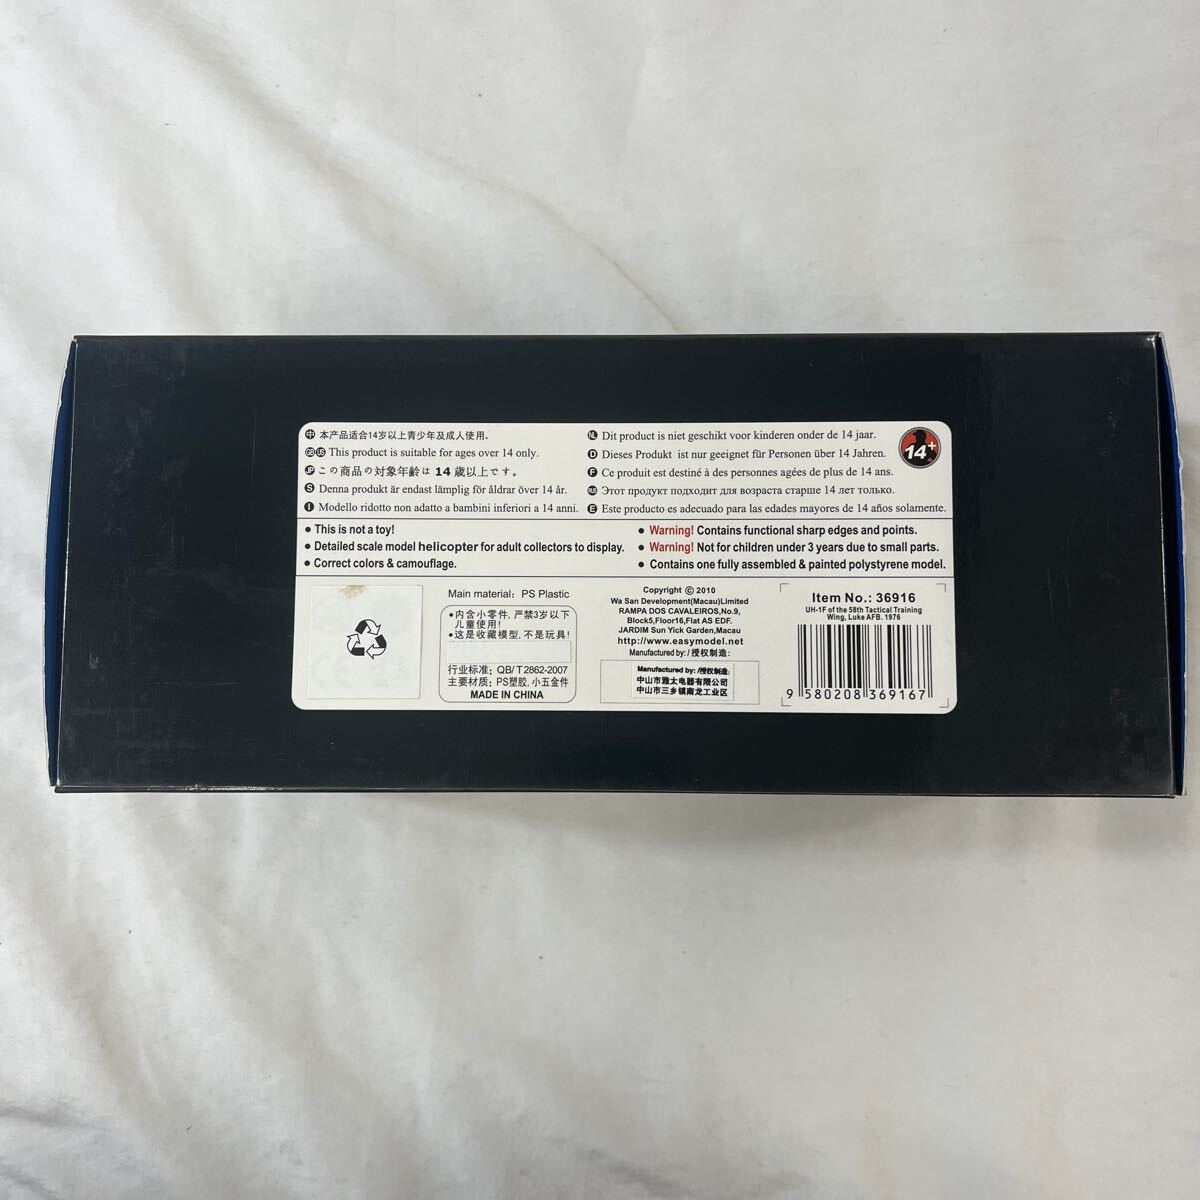 中 本产品适合14岁以上青少年及成人使用。
GB US This product is suitable for ages over 14 only.
JP この商品の対象年齢は 14 歳以上です。
S Denna produkt är endast lämplig för åldrar över 14 år.
I Modello ridotto non adatto a bambini inferiori a 14 anni.
NL Dit product is niet geschikt voor kinderen onder de 14 jaar.
D Dieses Produkt ist nur geeignet für Personen über 14 Jahren.
F Ce produit est destiné à des personnes agées de plus de 14 ans.
RUS Этот продукт подходит для возраста старше 14 лет только.
E Este producto es adecuado para las edades mayores de 14 años solamente.
14+
• This is not a toy!
• Detailed scale model helicopter for adult collectors to display.
• Correct colors & camouflage.
• Warning! Contains functional sharp edges and points.
• Warning! Not for children under 3 years due to small parts.
• Contains one fully assembled & painted polystyrene model.
Main material: PS Plastic
•内含小零件, 严禁3岁以下
儿童使用!
•这是收藏模型, 不是玩具!
行业标准: QB/T2862-2007
主要材质: PS塑胶, 小五金件
MADE IN CHINA
Copyright © 2010
Wa San Development(Macau)Limited
RAMPA DOS CAVALEIROS,No.9,
Block5,Floor16,Flat AS EDF.
JARDIM Sun Yick Garden,Macau
http://www.easymodel.net
Manufactured by: /授权制造:
Manufactured by: /授权制造:
中山市雅太电器有限公司
中山市三乡镇南龙工业区
Item No.: 36916
UH-1F of the 58th Tactical Training
Wing, Luke AFB. 1976
9 580208 369167